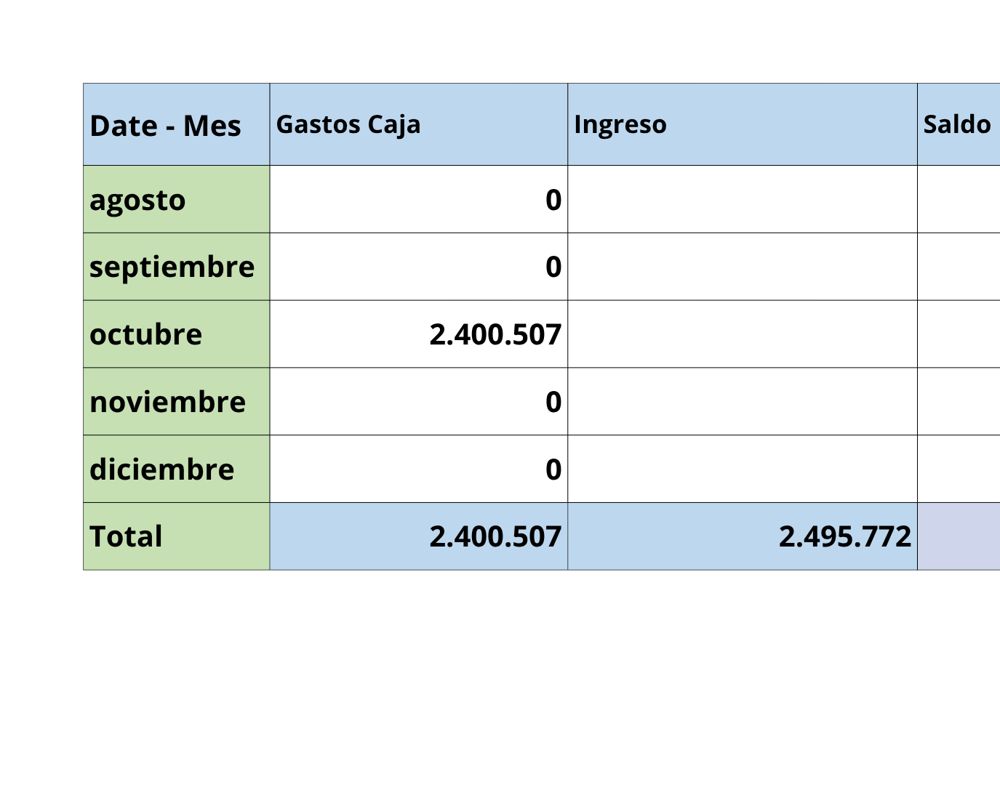 Date - Mes Gastos Caja Ingreso Saldo
agosto 0
septiembre 0
octubre 2.400.507
noviembre 0
diciembre 0
Total 2.400.507 2.495.772